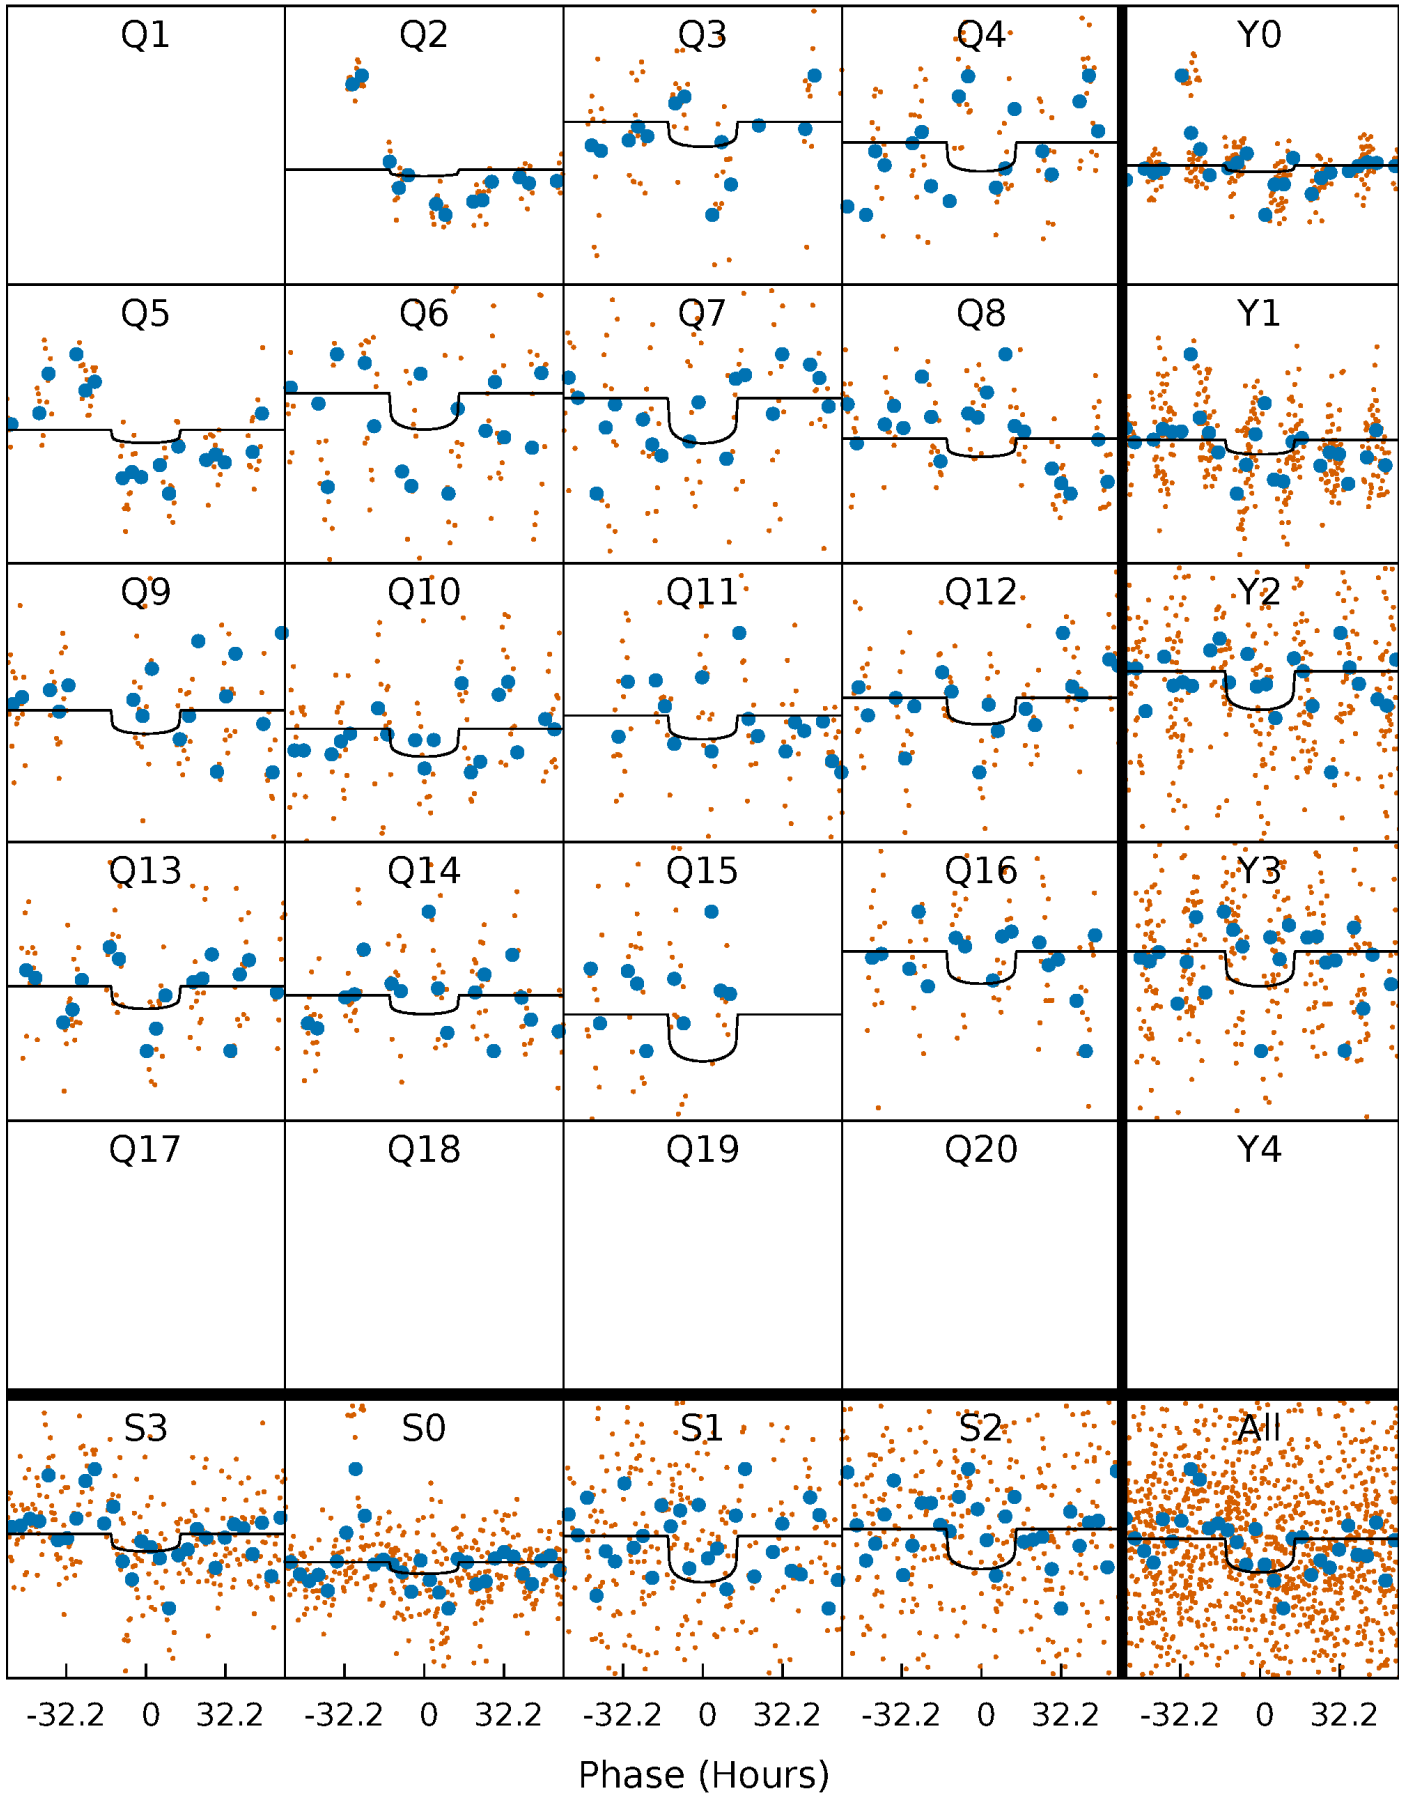 Q1 Q2 Q3 Q4 Y0
Q5 Q6 Q7 Q8 Y1
Q9 Q10 Q11 Q12 Y2
Q13 Q14 Q15 Q16 Y3
Q17 Q18 Q19 Q20 Y4
S3 S0 S1 S2 All
-32.2 0 32.2 -32.2 0 32.2 -32.2 0 32.2 -32.2 0 32.2 -32.2 0 32.2
Phase (Hours)